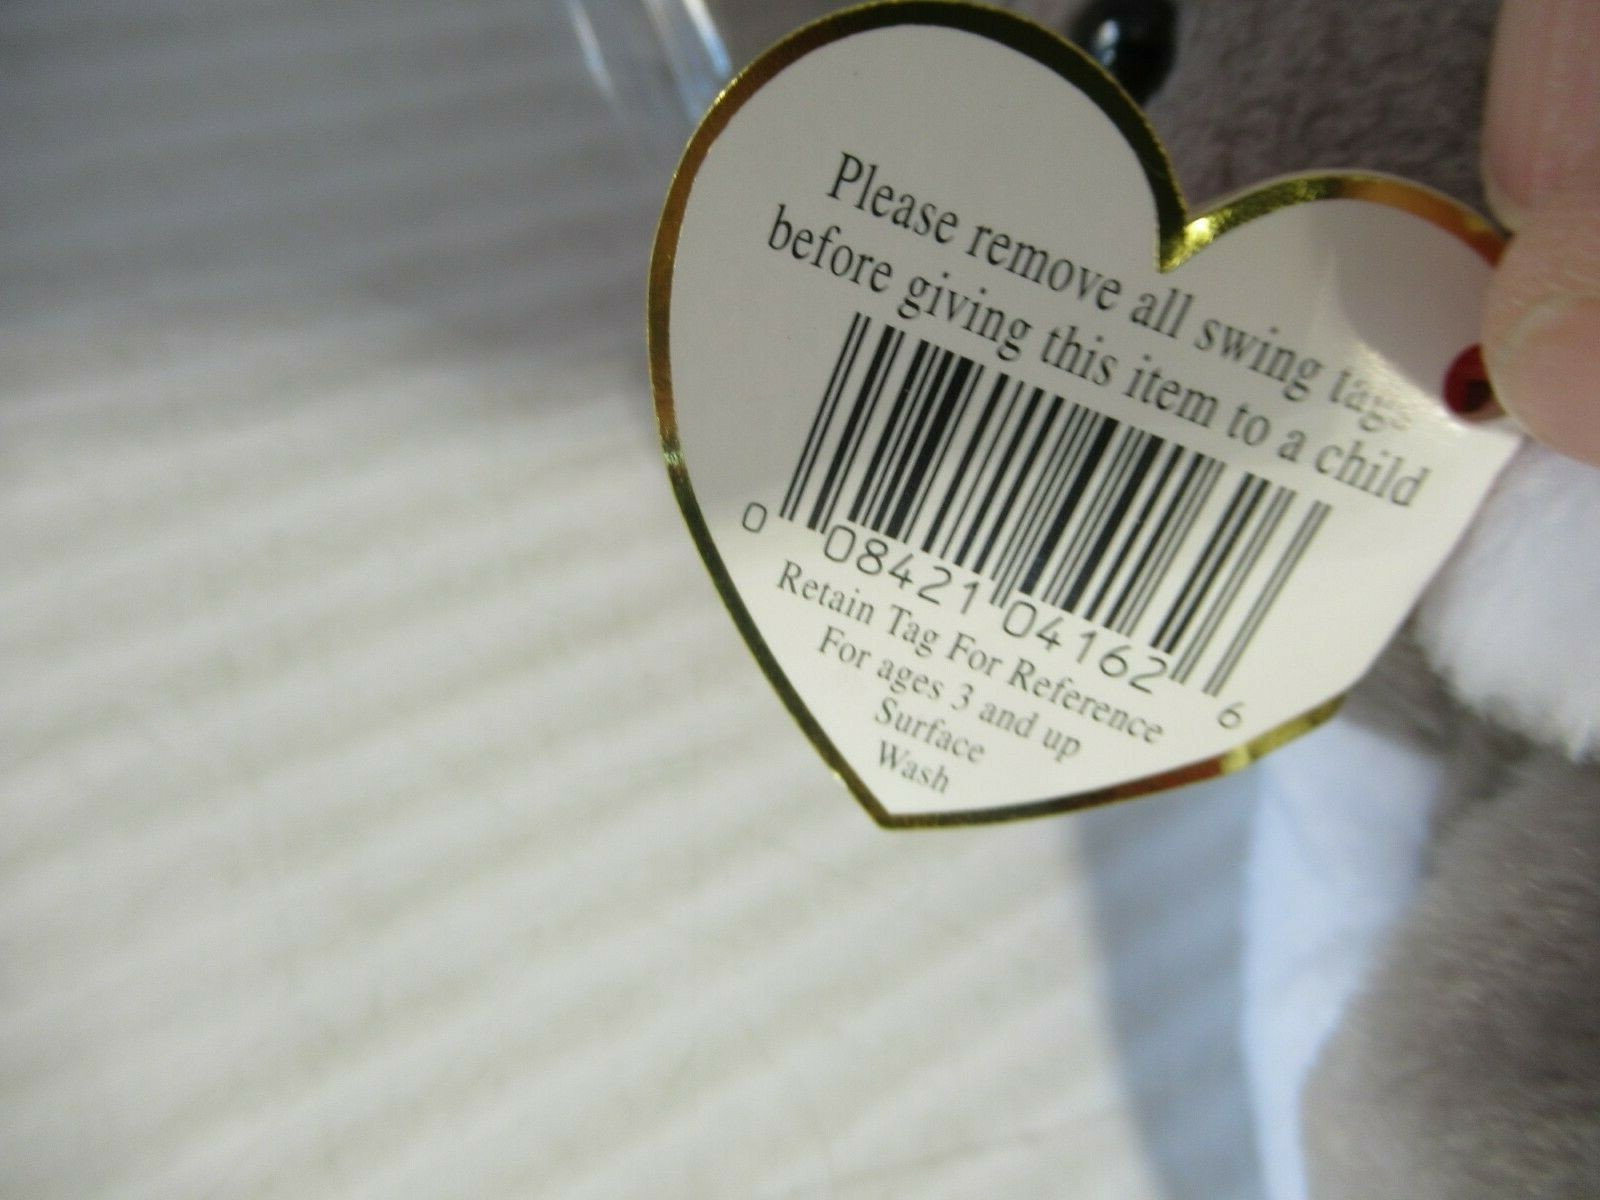 Please remove all swing tags
before giving this item to a child
0 08421 04162 6
Retain Tag For Reference
For ages 3 and up
Surface
Wash